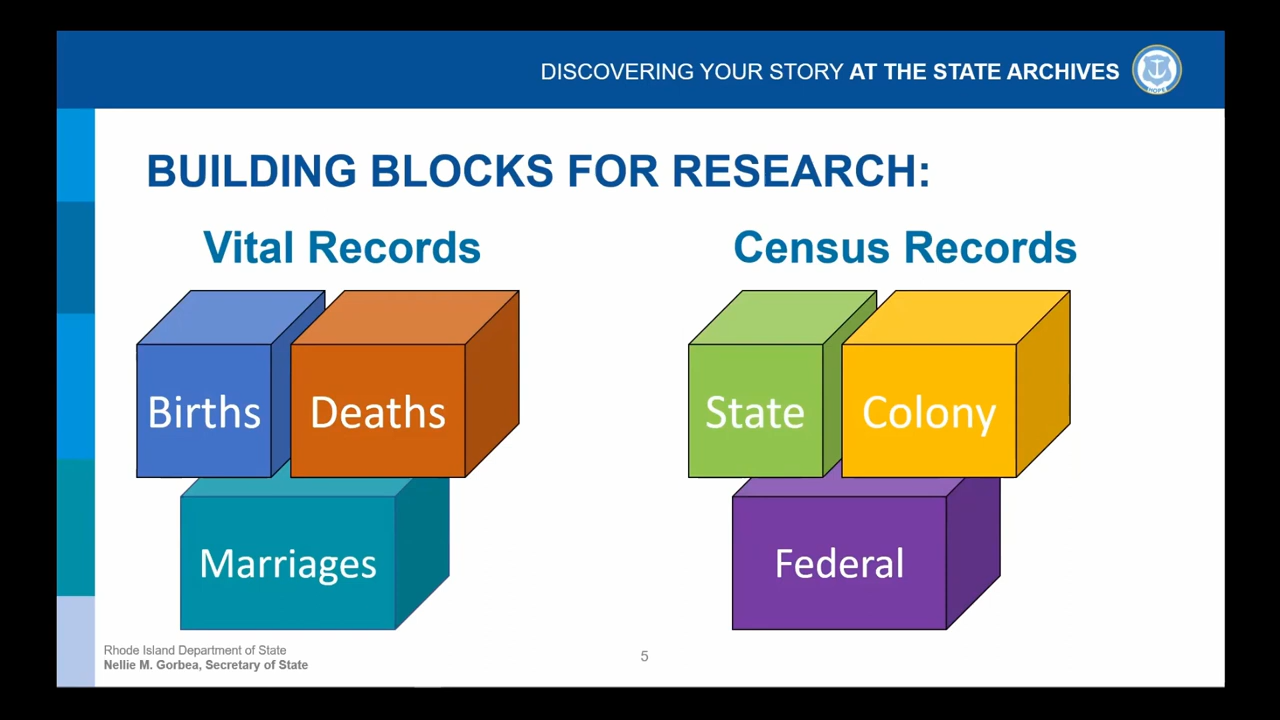 DISCOVERING YOUR STORY AT THE STATE ARCHIVES
HOPE
BUILDING BLOCKS FOR RESEARCH:
Vital Records
Census Records
Births
Deaths
State
Colony
Marriages
Federal
Rhode Island Department of State
Nellie M. Gorbea, Secretary of State
5